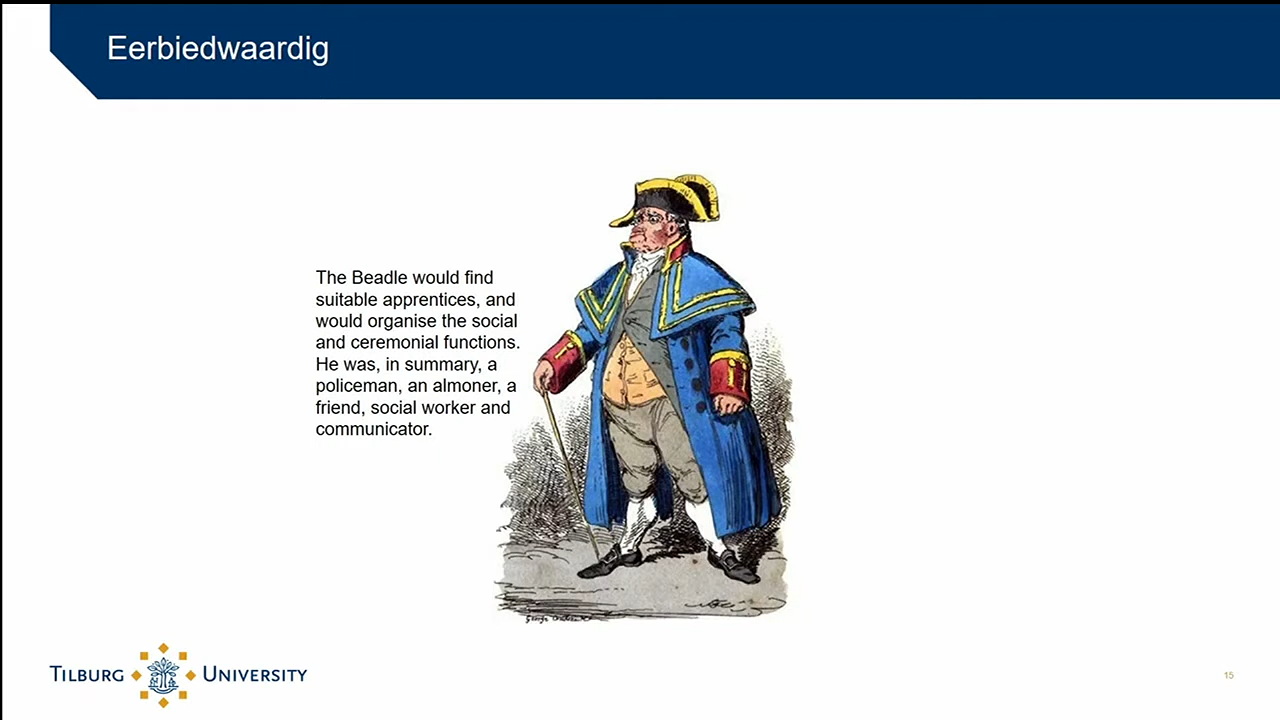 Eerbiedwaardig
The Beadle would find
suitable apprentices, and
would organise the social
and ceremonial functions.
He was, in summary, a
policeman, an almoner, a
friend, social worker and
communicator.
TILBURG UNIVERSITY
15